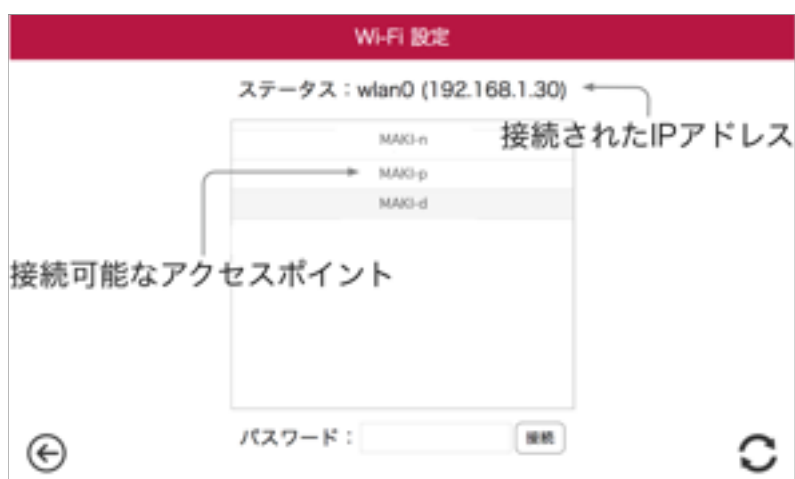 Wi-Fi 設定
ステータス：wlan0 (192.168.1.30)
接続されたIPアドレス
MAKI-n
MAKI-p
MAKI-d
接続可能なアクセスポイント
パスワード：
接続